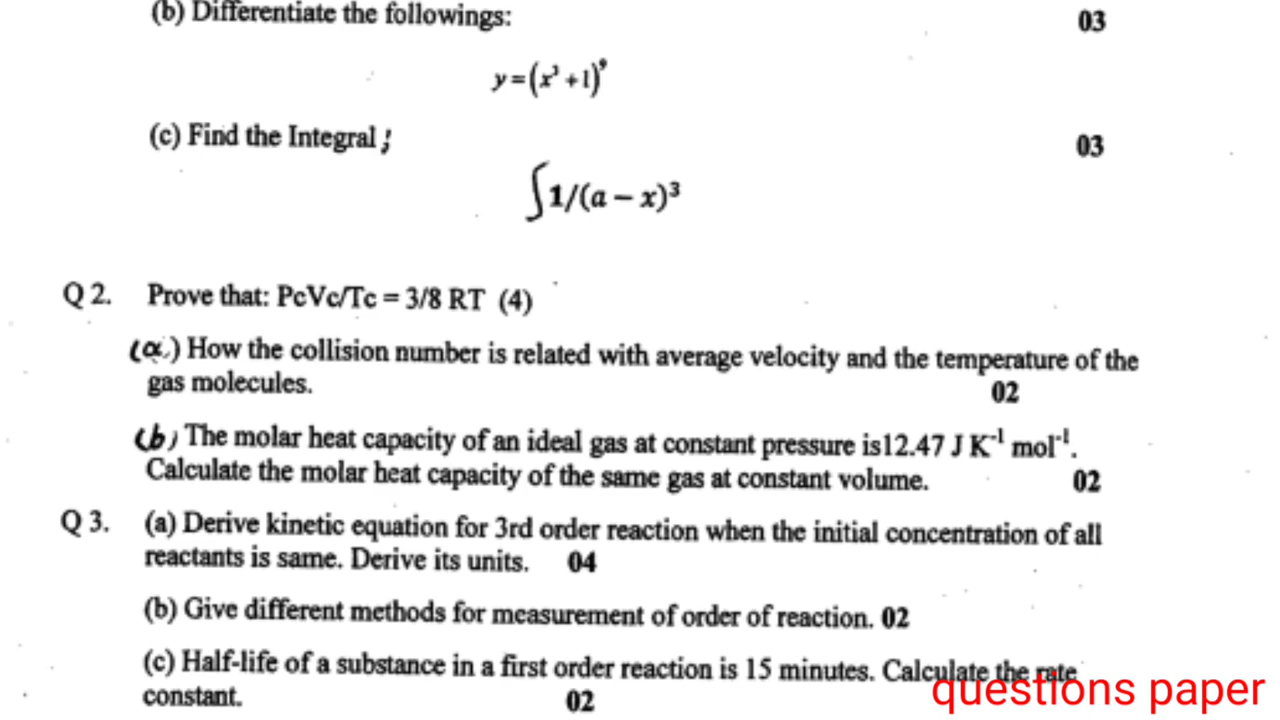 (b) Differentiate the followings: 03
y=(x³+1)⁹
(c) Find the Integral ; 03
∫1/(a – x)³
Q 2. Prove that: PcVc/Tc = 3/8 RT (4)
(a.) How the collision number is related with average velocity and the temperature of the
gas molecules. 02
(b) The molar heat capacity of an ideal gas at constant pressure is12.47 J K⁻¹ mol⁻¹.
Calculate the molar heat capacity of the same gas at constant volume. 02
Q 3. (a) Derive kinetic equation for 3rd order reaction when the initial concentration of all
reactants is same. Derive its units. 04
(b) Give different methods for measurement of order of reaction. 02
(c) Half-life of a substance in a first order reaction is 15 minutes. Calculate the rate
constant. 02
questions paper